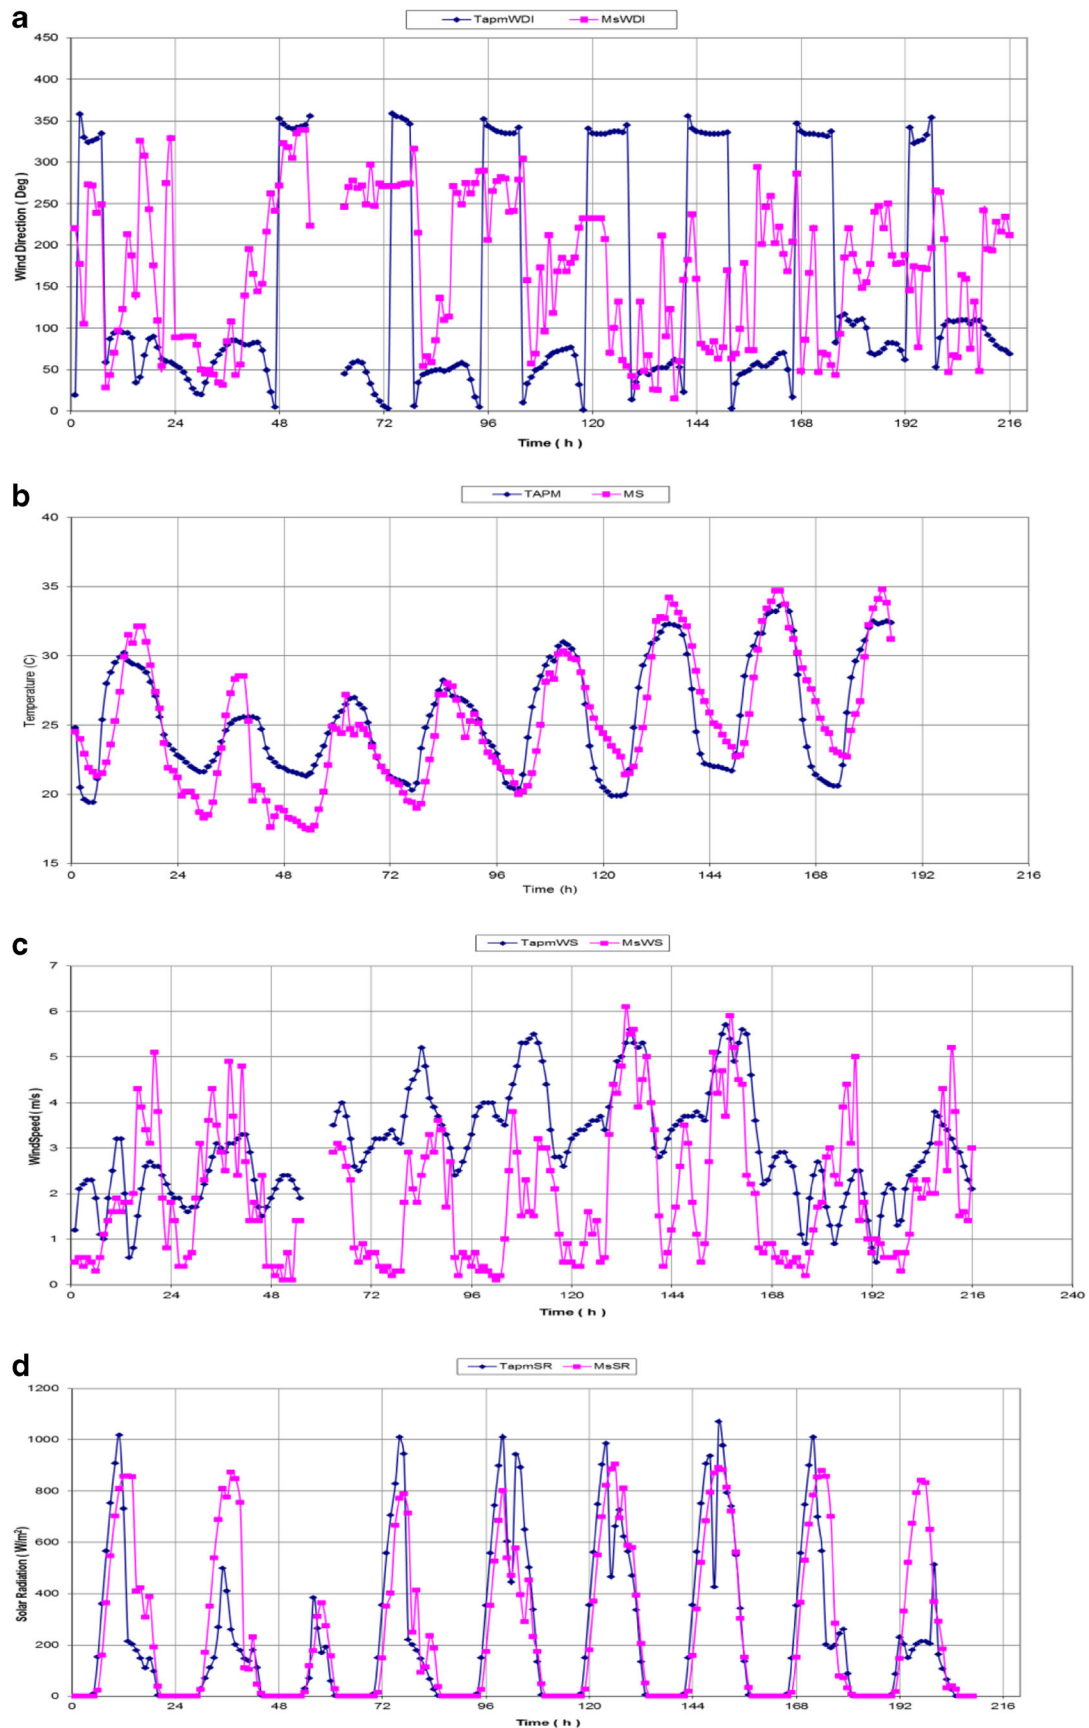 a
TapmWDI MsWDI
450
400
350
300
250
200
150
100
50
0
Wind Direction ( Deg )
0 24 48 72 96 120 144 168 192 216
Time ( h )
b
TAPM MS
40
35
30
25
20
15
Temperature (C)
0 24 48 72 96 120 144 168 192 216
Time (h)
c
TapmWS MsWS
7
6
5
4
3
2
1
0
WindSpeed ( m/s )
0 24 48 72 96 120 144 168 192 216 240
Time ( h )
d
TapmSR MsSR
1200
1000
800
600
400
200
0
Solar Radiation ( W/m²)
0 24 48 72 96 120 144 168 192 216
Time ( h )